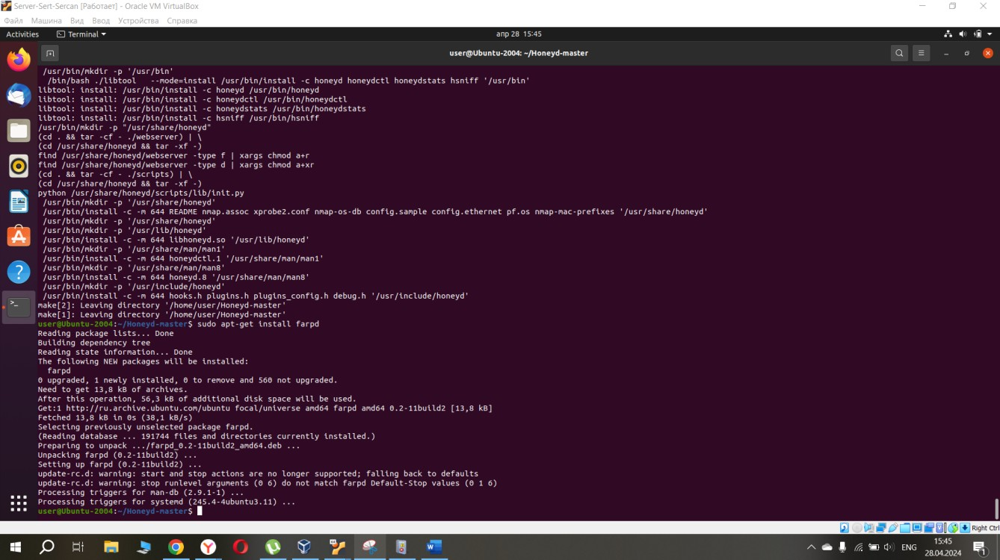 Server-Sert-Sercan [Работает] - Oracle VM VirtualBox
Файл Машина Вид Ввод Устройства Справка
Activities Terminal апр 28 15:45
user@Ubuntu-2004: ~/Honeyd-master
/usr/bin/mkdir -p '/usr/bin'
/bin/bash ./libtool --mode=install /usr/bin/install -c honeyd honeydctl honeydstats hsniff '/usr/bin'
libtool: install: /usr/bin/install -c honeyd /usr/bin/honeyd
libtool: install: /usr/bin/install -c honeydctl /usr/bin/honeydctl
libtool: install: /usr/bin/install -c honeydstats /usr/bin/honeydstats
libtool: install: /usr/bin/install -c hsniff /usr/bin/hsniff
/usr/bin/mkdir -p "/usr/share/honeyd"
(cd . && tar -cf - ./webserver) | \
(cd /usr/share/honeyd && tar -xf -)
find /usr/share/honeyd/webserver -type f | xargs chmod a+r
find /usr/share/honeyd/webserver -type d | xargs chmod a+xr
(cd . && tar -cf - ./scripts) | \
(cd /usr/share/honeyd && tar -xf -)
python /usr/share/honeyd/scripts/lib/init.py
/usr/bin/mkdir -p '/usr/share/honeyd'
/usr/bin/install -c -m 644 README nmap.assoc xprobe2.conf nmap-os-db config.sample config.ethernet pf.os nmap-mac-prefixes '/usr/share/honeyd'
/usr/bin/mkdir -p '/usr/share/honeyd'
/usr/bin/mkdir -p '/usr/lib/honeyd'
/usr/bin/install -c -m 644 libhoneyd.so '/usr/lib/honeyd'
/usr/bin/mkdir -p '/usr/share/man/man1'
/usr/bin/install -c -m 644 honeydctl.1 '/usr/share/man/man1'
/usr/bin/mkdir -p '/usr/share/man/man8'
/usr/bin/install -c -m 644 honeyd.8 '/usr/share/man/man8'
/usr/bin/mkdir -p '/usr/include/honeyd'
/usr/bin/install -c -m 644 hooks.h plugins.h plugins_config.h debug.h '/usr/include/honeyd'
make[2]: Leaving directory '/home/user/Honeyd-master'
make[1]: Leaving directory '/home/user/Honeyd-master'
user@Ubuntu-2004:~/Honeyd-master$ sudo apt-get install farpd
Reading package lists... Done
Building dependency tree
Reading state information... Done
The following NEW packages will be installed:
farpd
0 upgraded, 1 newly installed, 0 to remove and 560 not upgraded.
Need to get 13,8 kB of archives.
After this operation, 56,3 kB of additional disk space will be used.
Get:1 http://ru.archive.ubuntu.com/ubuntu focal/universe amd64 farpd amd64 0.2-11build2 [13,8 kB]
Fetched 13,8 kB in 0s (38,1 kB/s)
Selecting previously unselected package farpd.
(Reading database ... 191744 files and directories currently installed.)
Preparing to unpack .../farpd_0.2-11build2_amd64.deb ...
Unpacking farpd (0.2-11build2) ...
Setting up farpd (0.2-11build2) ...
update-rc.d: warning: start and stop actions are no longer supported; falling back to defaults
update-rc.d: warning: stop runlevel arguments (0 6) do not match farpd Default-Stop values (0 1 6)
Processing triggers for man-db (2.9.1-1) ...
Processing triggers for systemd (245.4-4ubuntu3.11) ...
user@Ubuntu-2004:~/Honeyd-master$
Right Ctrl
ENG 15:45
28.04.2024